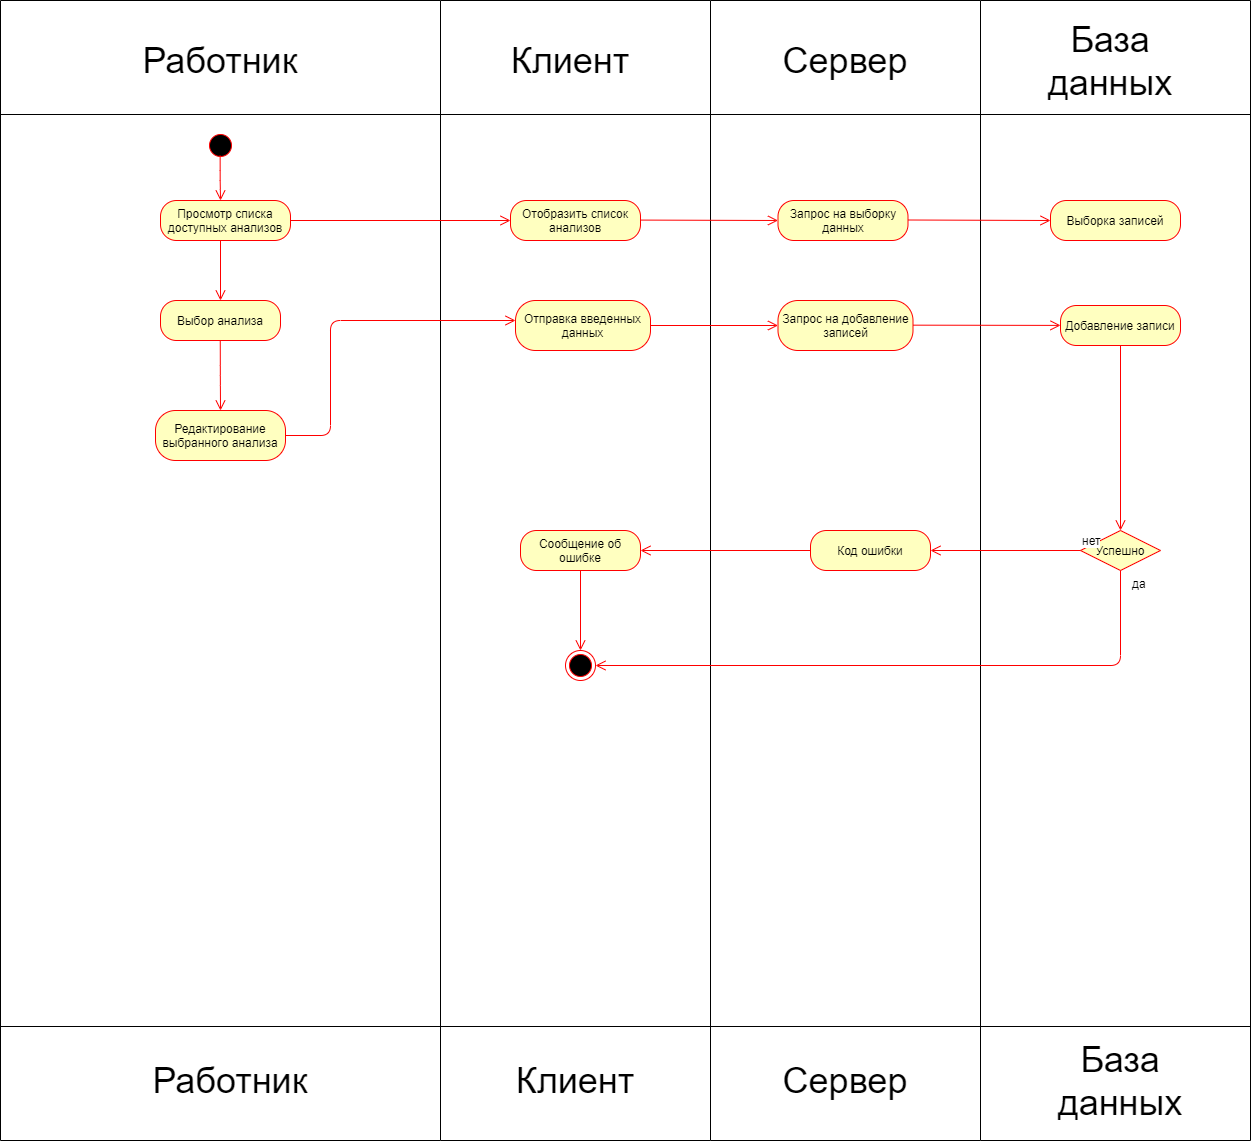 Работник
Клиент
Сервер
База
данных
Просмотр списка
доступных анализов
Отобразить список
анализов
Запрос на выборку
данных
Выборка записей
Выбор анализа
Отправка введенных
данных
Запрос на добавление
записей
Добавление записи
Редактирование
выбранного анализа
Сообщение об
ошибке
Код ошибки
нет
Успешно
да
Работник
Клиент
Сервер
База
данных